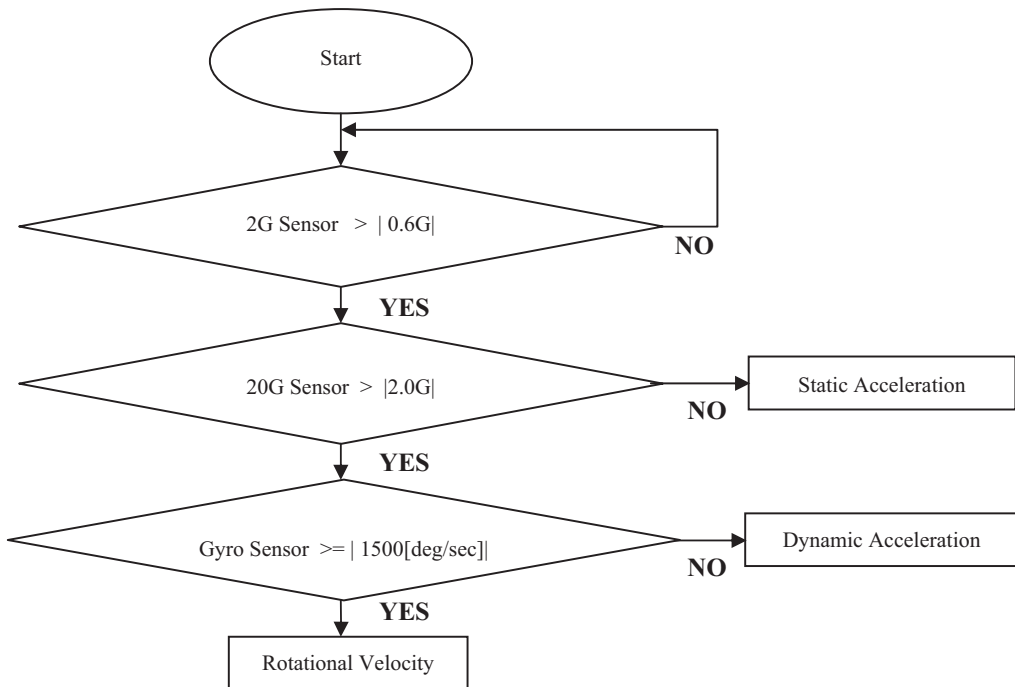 Start
2G Sensor > | 0.6G|
NO
YES
20G Sensor > |2.0G|
NO
Static Acceleration
YES
Gyro Sensor >= | 1500[deg/sec]|
NO
Dynamic Acceleration
YES
Rotational Velocity